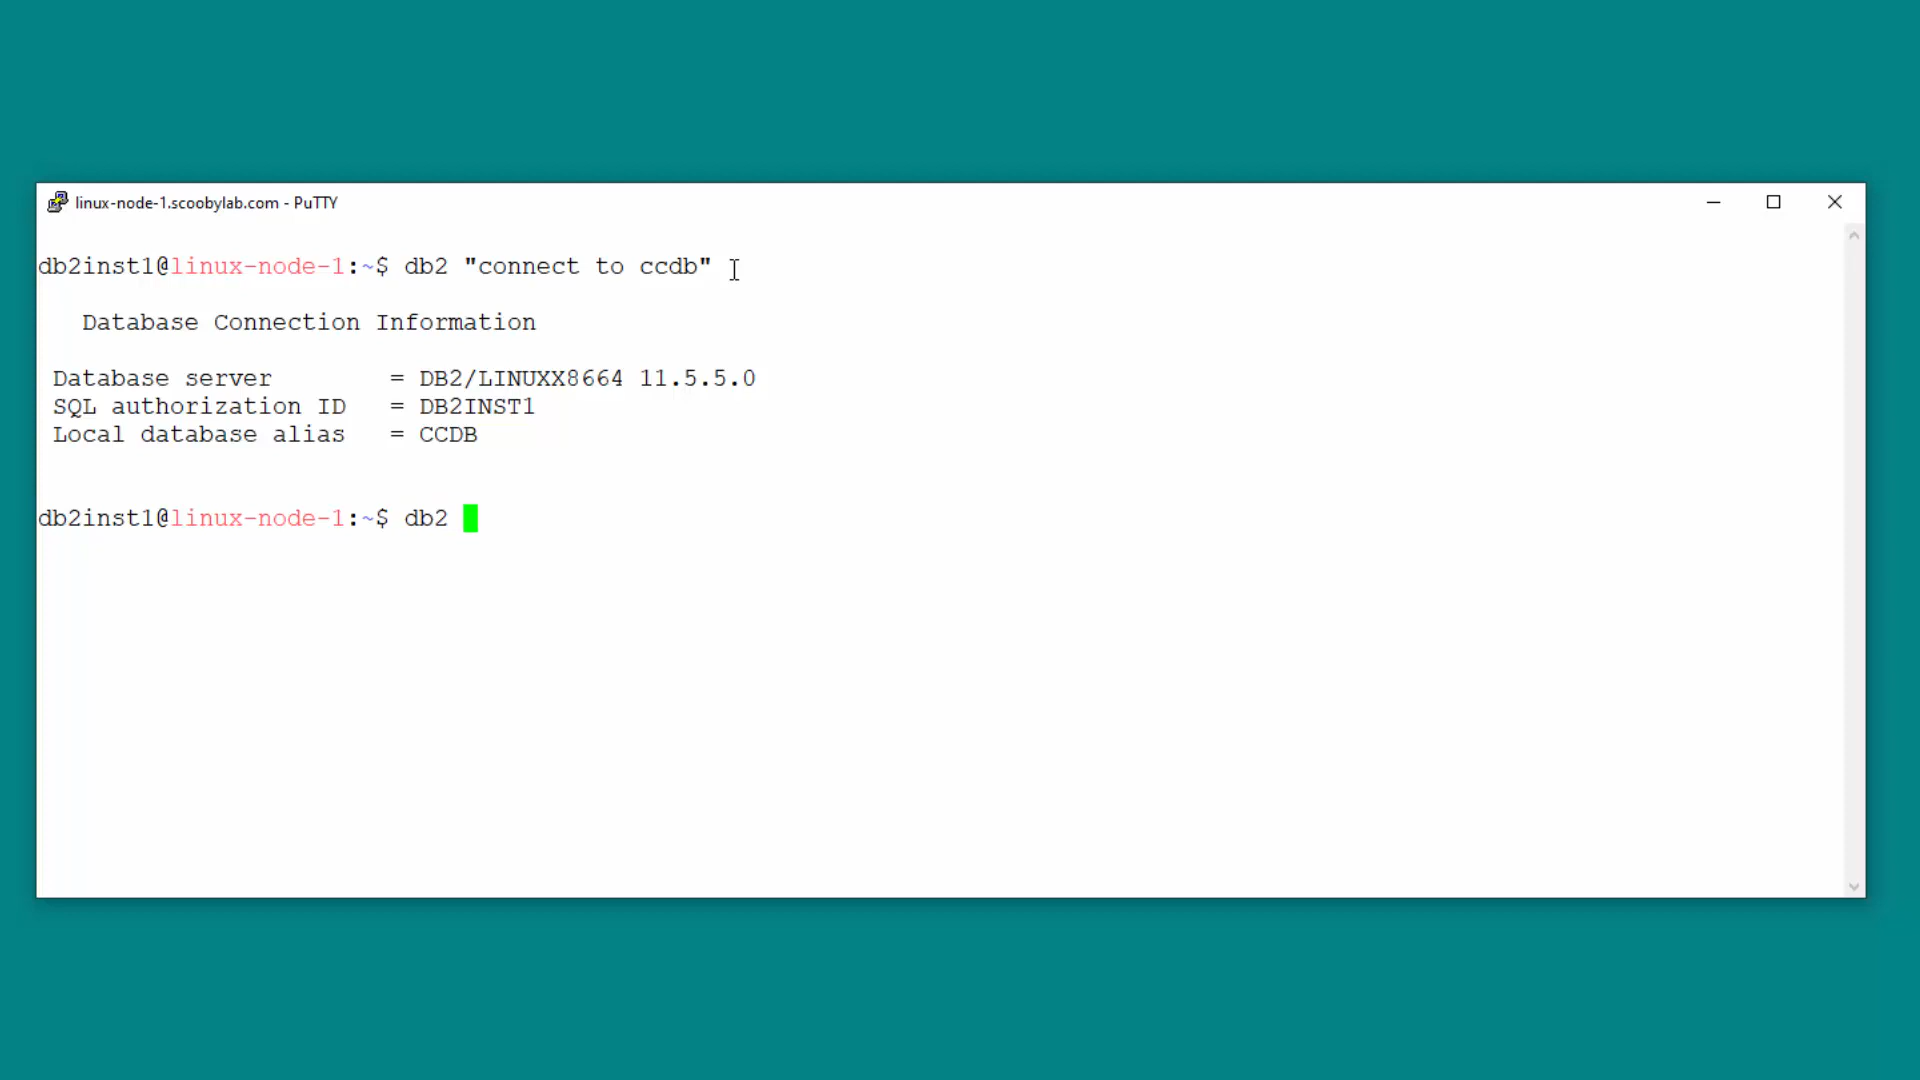 linux-node-1.scoobylab.com - PuTTY
db2inst1@linux-node-1:~$ db2 "connect to ccdb"
Database Connection Information
Database server = DB2/LINUXX8664 11.5.5.0
SQL authorization ID = DB2INST1
Local database alias = CCDB
db2inst1@linux-node-1:~$ db2